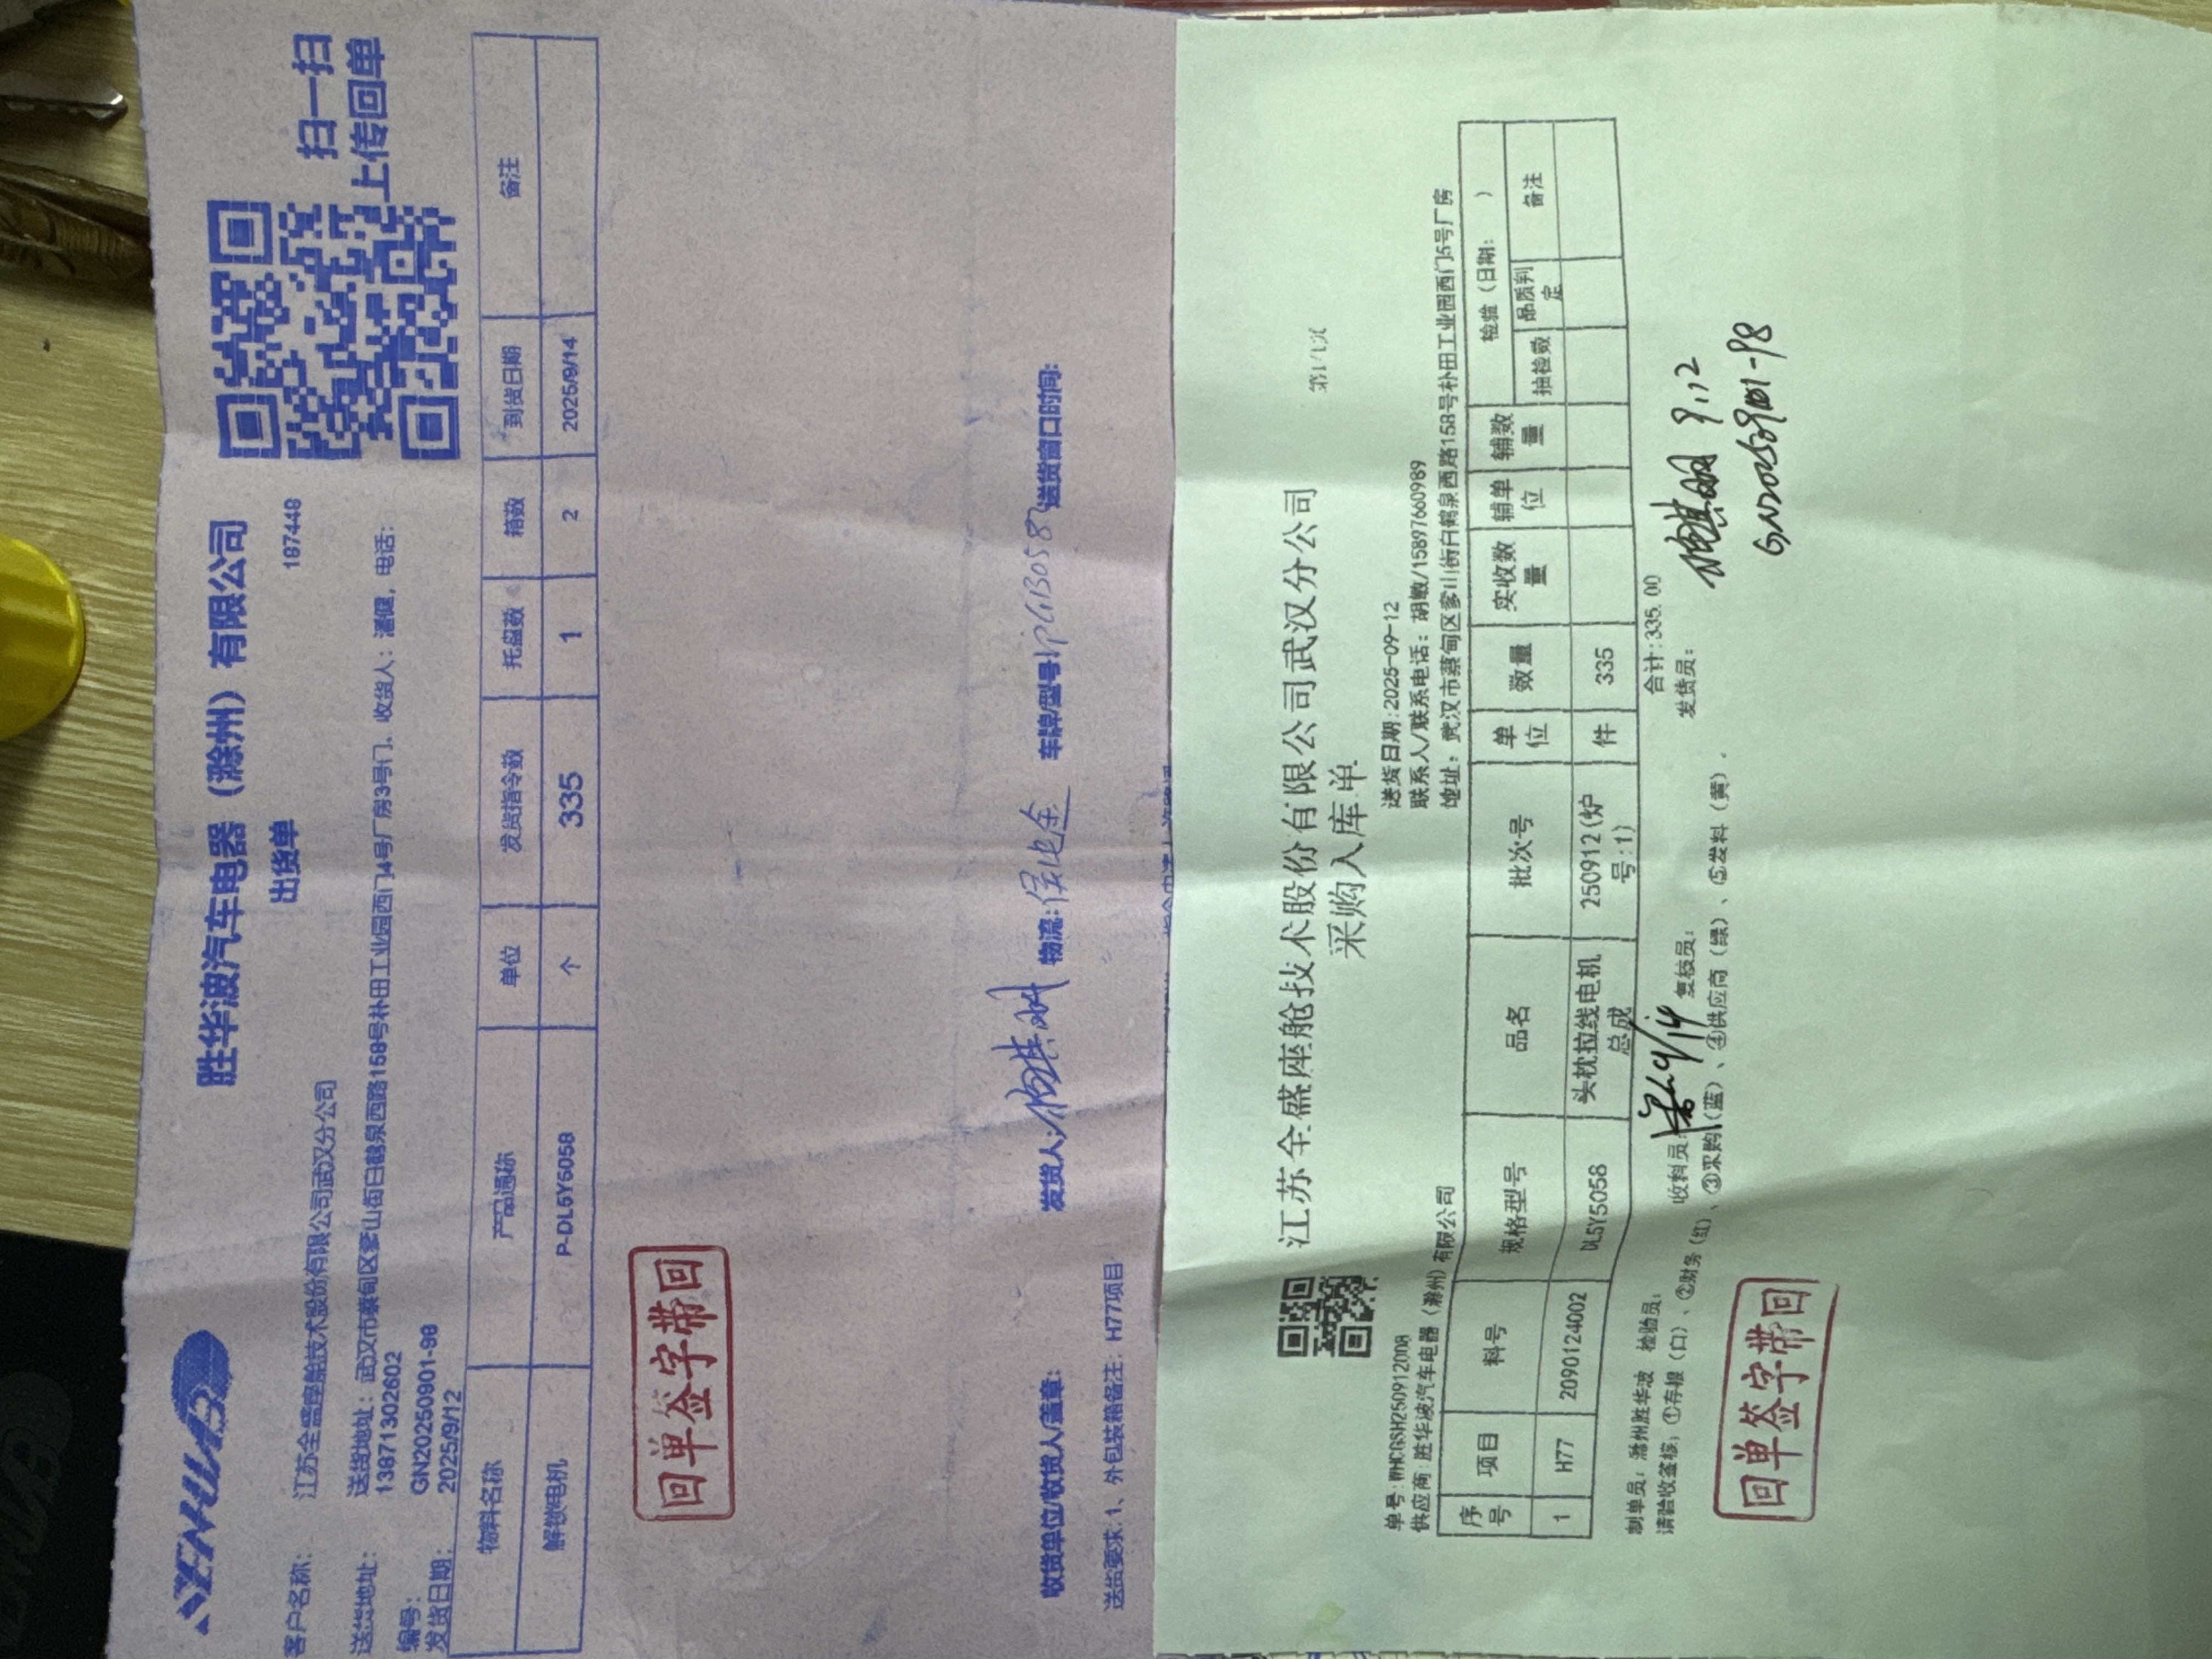 SENHUAB
胜华波汽车电器（滁州）有限公司
出货单
187448
扫一扫
上传回单
客户名称： 江苏全盛座舱技术股份有限公司武汉分公司
送货地址： 送货地址：武汉市蔡甸区奓山街白鹤泉西路158号朴田工业园西门4号厂房3号门、收货人：潘健，电话：
13871302602
编号： GN20250901-98
发货日期： 2025/9/12
物料名称 产品通称 单位 发货指令数 托盘数 箱数 到货日期 备注
解锁电机 P-DL5Y5058 个 335 1 2 2025/9/14
回单签字带回
收货单位/收货人/盖章： 发货人： 物流： 车牌/型号： 送货窗口时间：
送货要求：1、外包装箱备注：H77项目
江苏全盛座舱技术股份有限公司武汉分公司
采购入库单
第1/1页
单号：WHCGSH250912008 送货日期：2025-09-12
供应商：胜华波汽车电器（滁州）有限公司 联系人/联系电话：胡敏/15897660989
地址：武汉市蔡甸区奓山街白鹤泉西路158号朴田工业园西门5号厂房
序号 项目 料号 规格型号 品名 批次号 单位 数量 实收数量 辅单位 辅数量 检验（日期： ）
抽检数 品质判定 备注
1 H77 2090124002 DL5Y5058 头枕拉线电机总成 250912(炉号:1) 件 335
合计：335.00
制单员：滁州胜华波 检验员： 收料员： 9/14 复核员： 发货员： 9.12
请验收签核：①存根（白）、②财务（红）、③采购（蓝）、④供应商（绿）、⑤发料（黄）.
GN20250901-98
回单签字带回